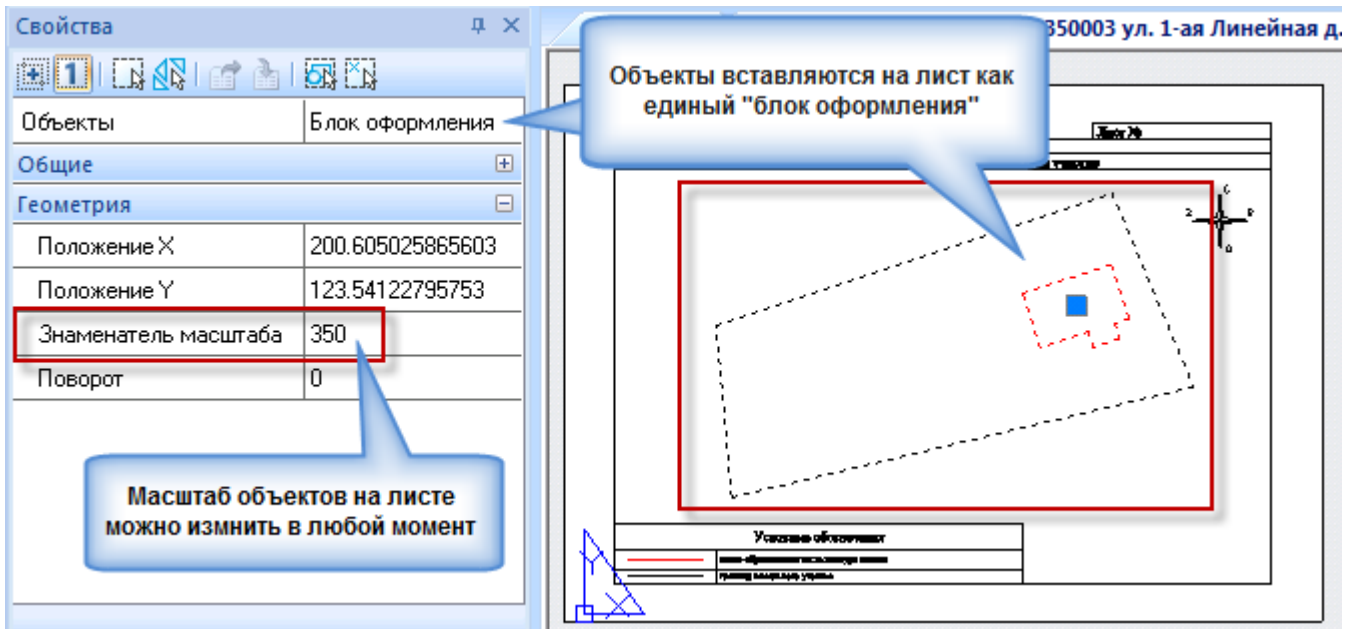 Свойства
350003 ул. 1-ая Линейная д.
1
Объекты
Блок оформления
Объекты вставляются на лист как
единый "блок оформления"
Общие
Геометрия
Положение X
200.605025865603
Положение Y
123.54122795753
Знаменатель масштаба
350
Поворот
0
Масштаб объектов на листе
можно измнить в любой момент
Лист №
Условные обозначения
Y
X